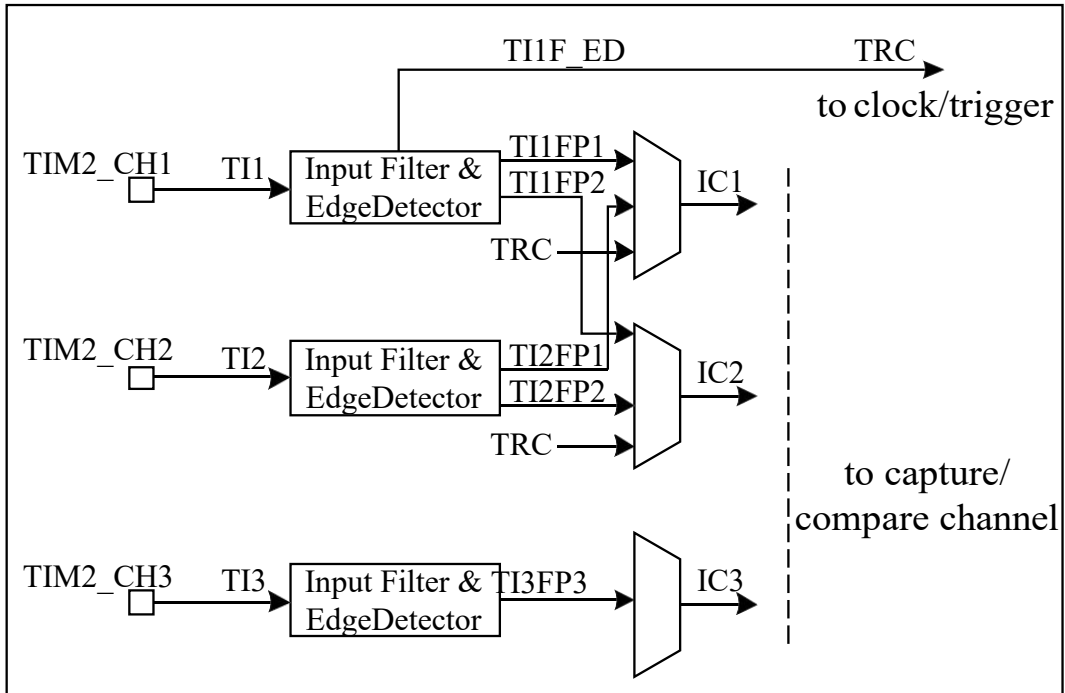 TI1F_ED
TRC
to clock/trigger
TIM2_CH1
TI1
Input Filter &
EdgeDetector
TI1FP1
TI1FP2
TRC
IC1
TIM2_CH2
TI2
Input Filter &
EdgeDetector
TI2FP1
TI2FP2
TRC
IC2
to capture/
compare channel
TIM2_CH3
TI3
Input Filter &
EdgeDetector
TI3FP3
IC3